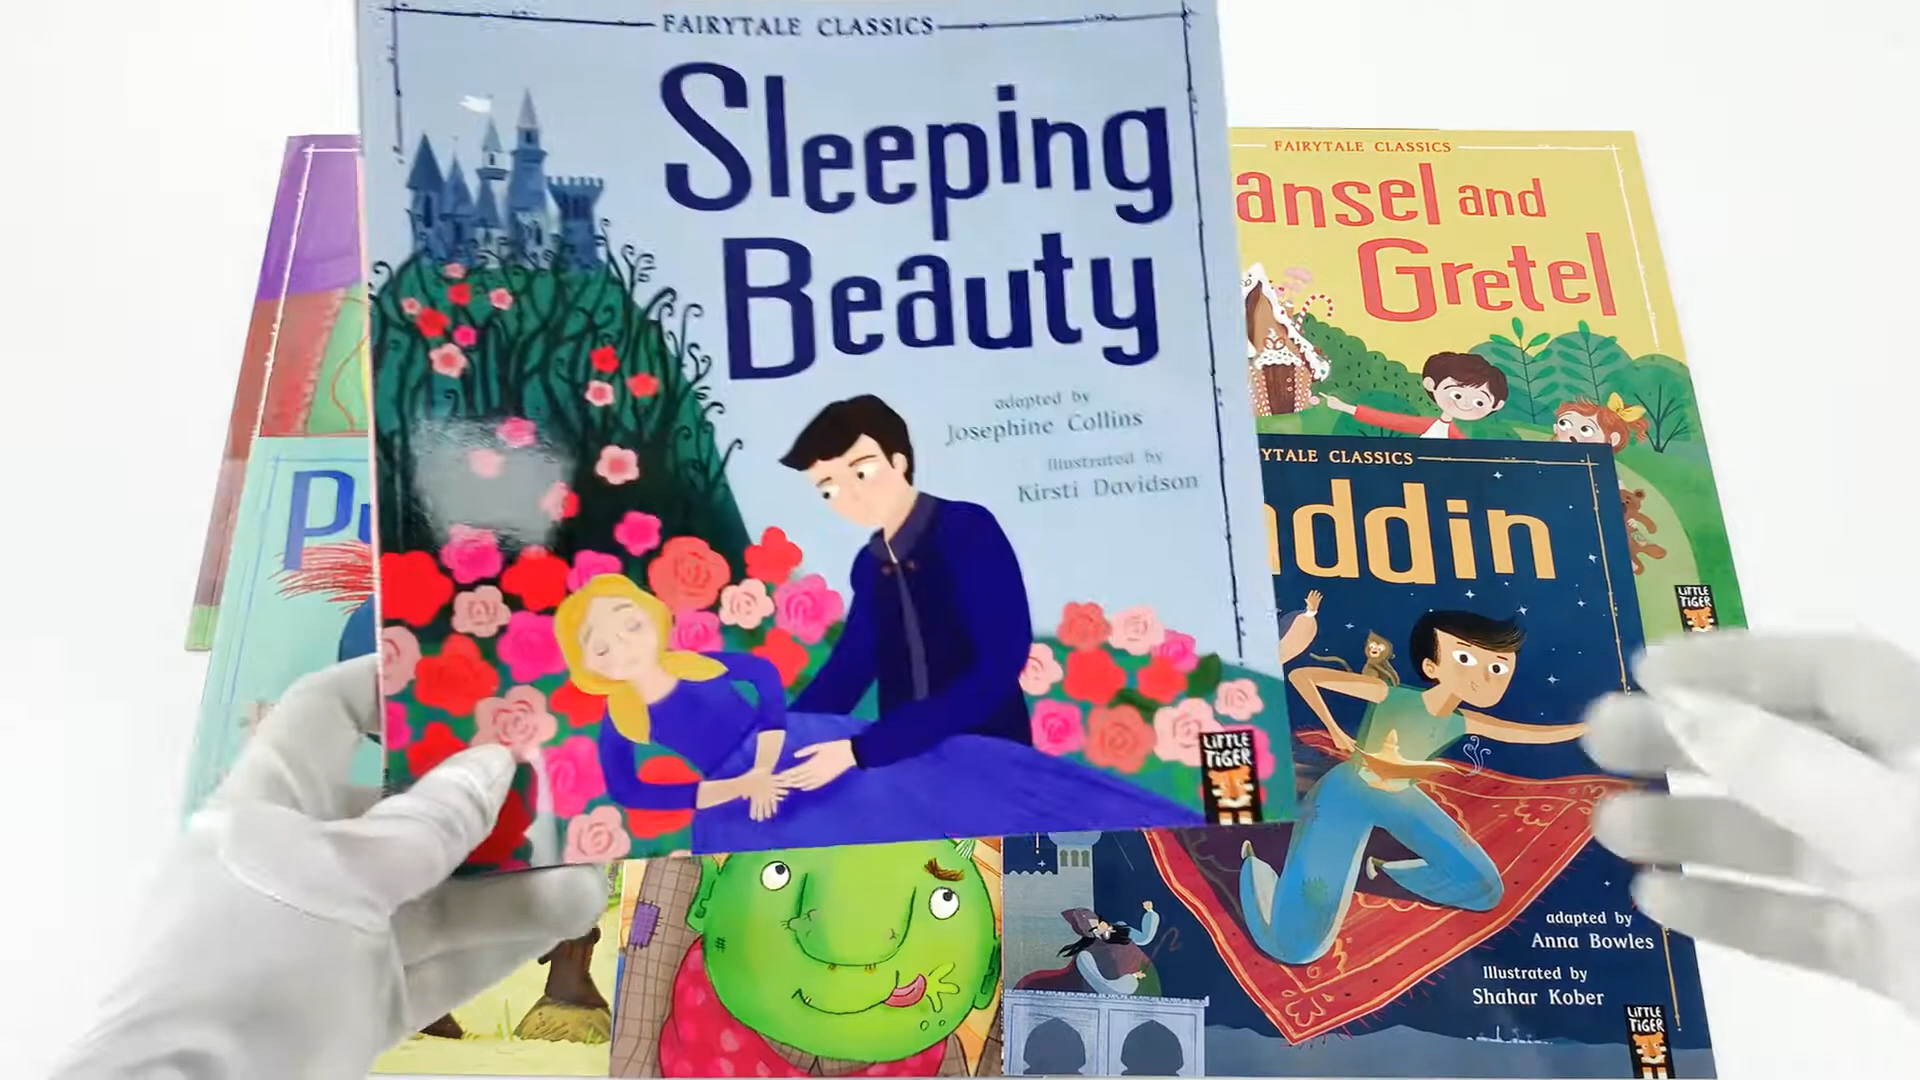 FAIRYTALE CLASSICS
Sleeping
Beauty
adapted by
Josephine Collins
Illustrated by
Kirsti Davidson
LITTLE
TiGER
FAIRYTALE CLASSICS
ansel and
Gretel
LITTLE
TiGER
YTALE CLASSICS
ddin
adapted by
Anna Bowles
Illustrated by
Shahar Kober
LITTLE
TiGER